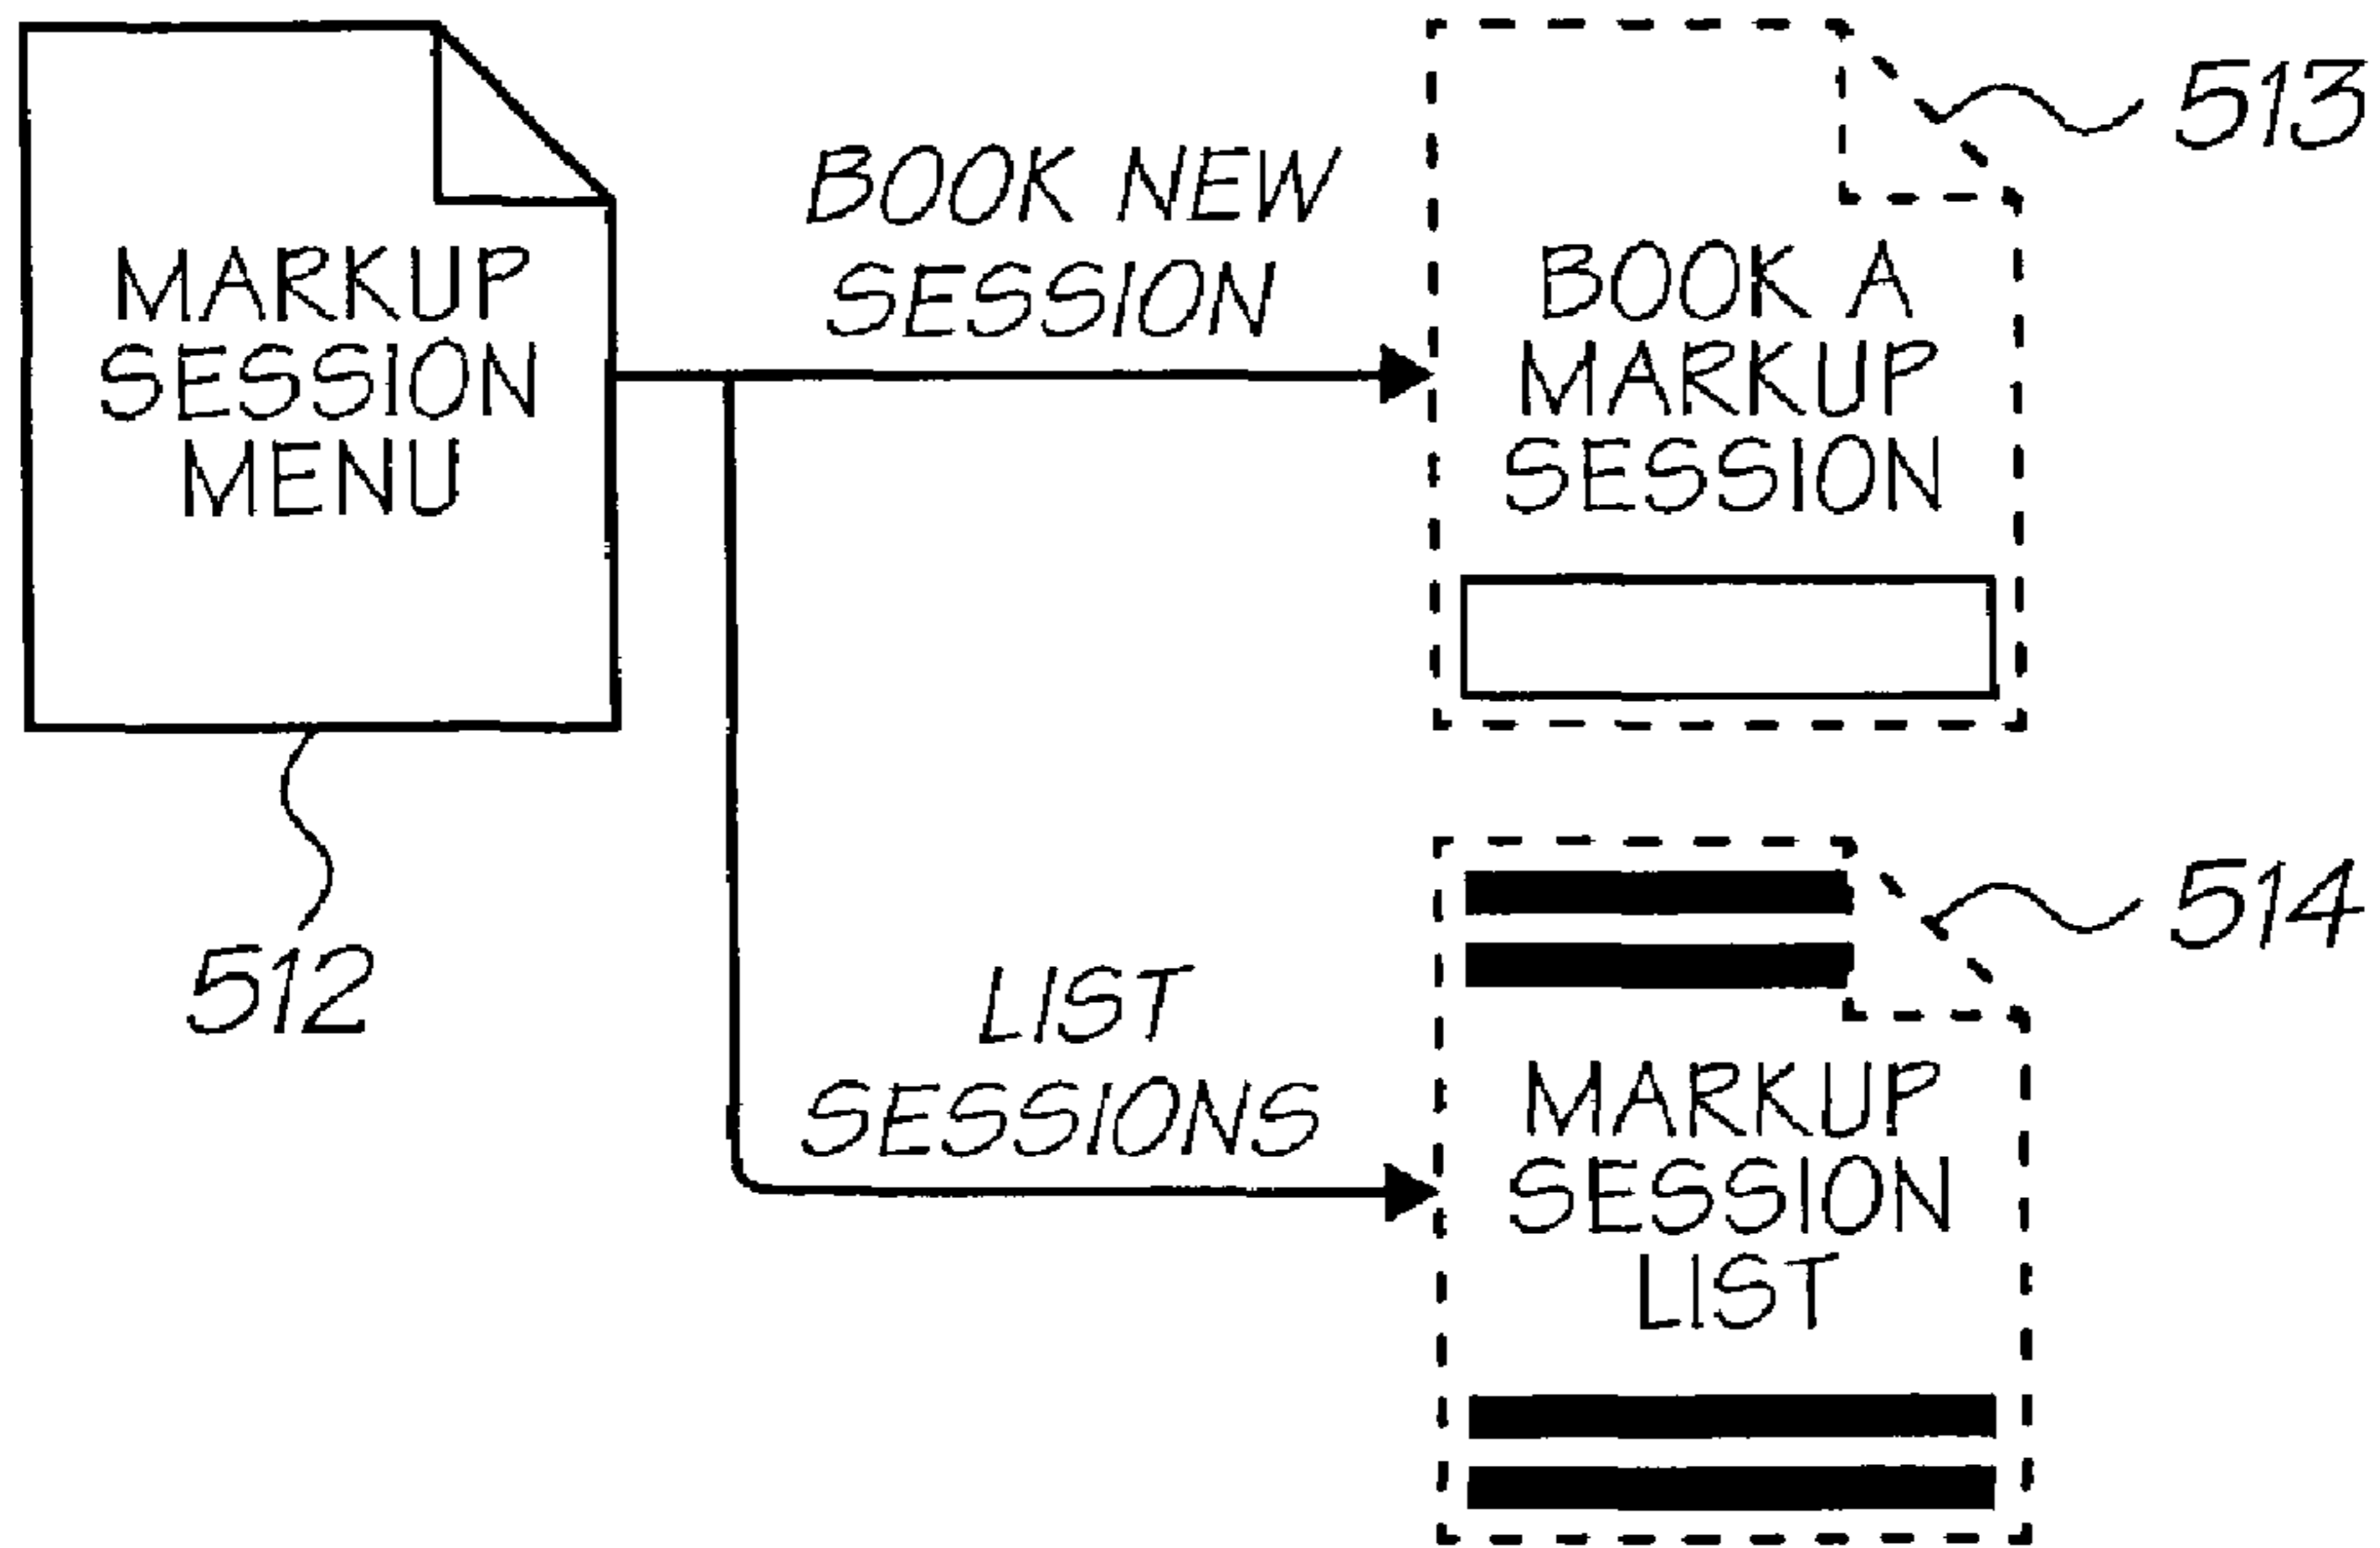 MARKUP
SESSION
MENU
512
BOOK NEW
SESSION
BOOK A
MARKUP
SESSION
513
LIST
SESSIONS
MARKUP
SESSION
LIST
514